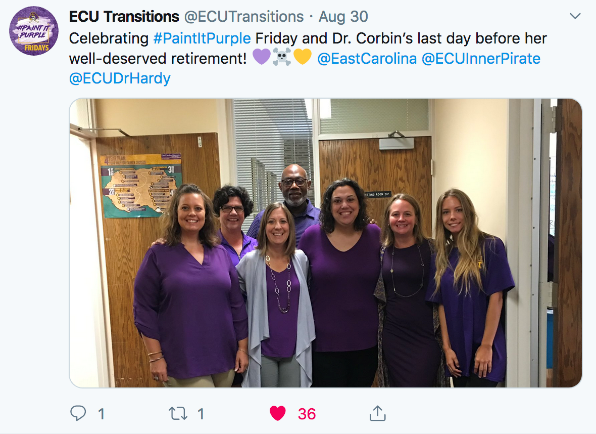 #PAINT IT
PURPLE
FRIDAYS
ECU Transitions @ECUTransitions · Aug 30
Celebrating #PaintItPurple Friday and Dr. Corbin's last day before her
well-deserved retirement! 💜☠️💛 @EastCarolina @ECUInnerPirate
@ECUDrHardy
1
1
36